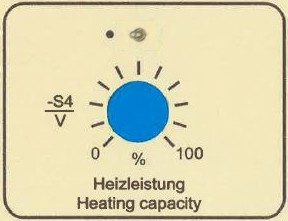 -S4
V
0 % 100
Heizleistung
Heating capacity